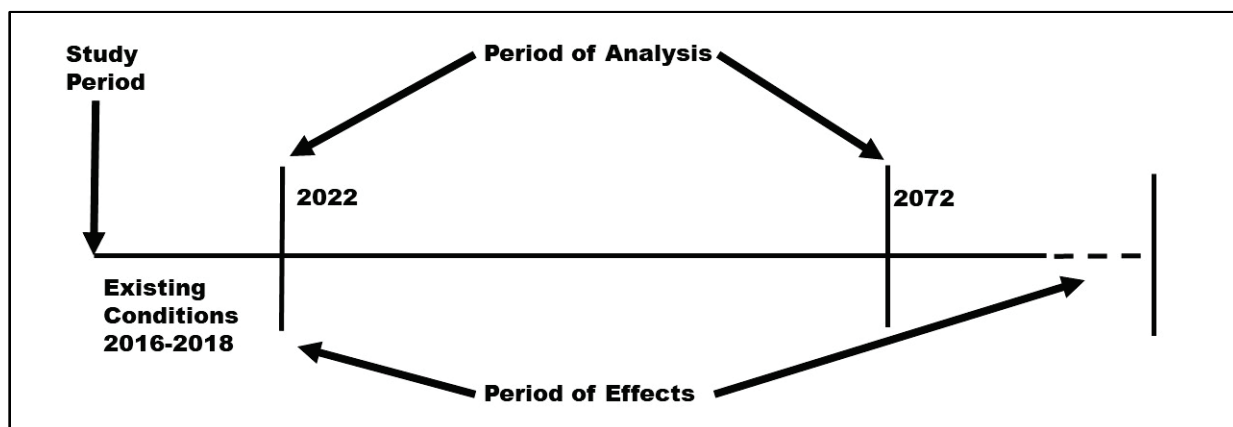 Study
Period
Period of Analysis
2022
2072
Existing
Conditions
2016-2018
Period of Effects